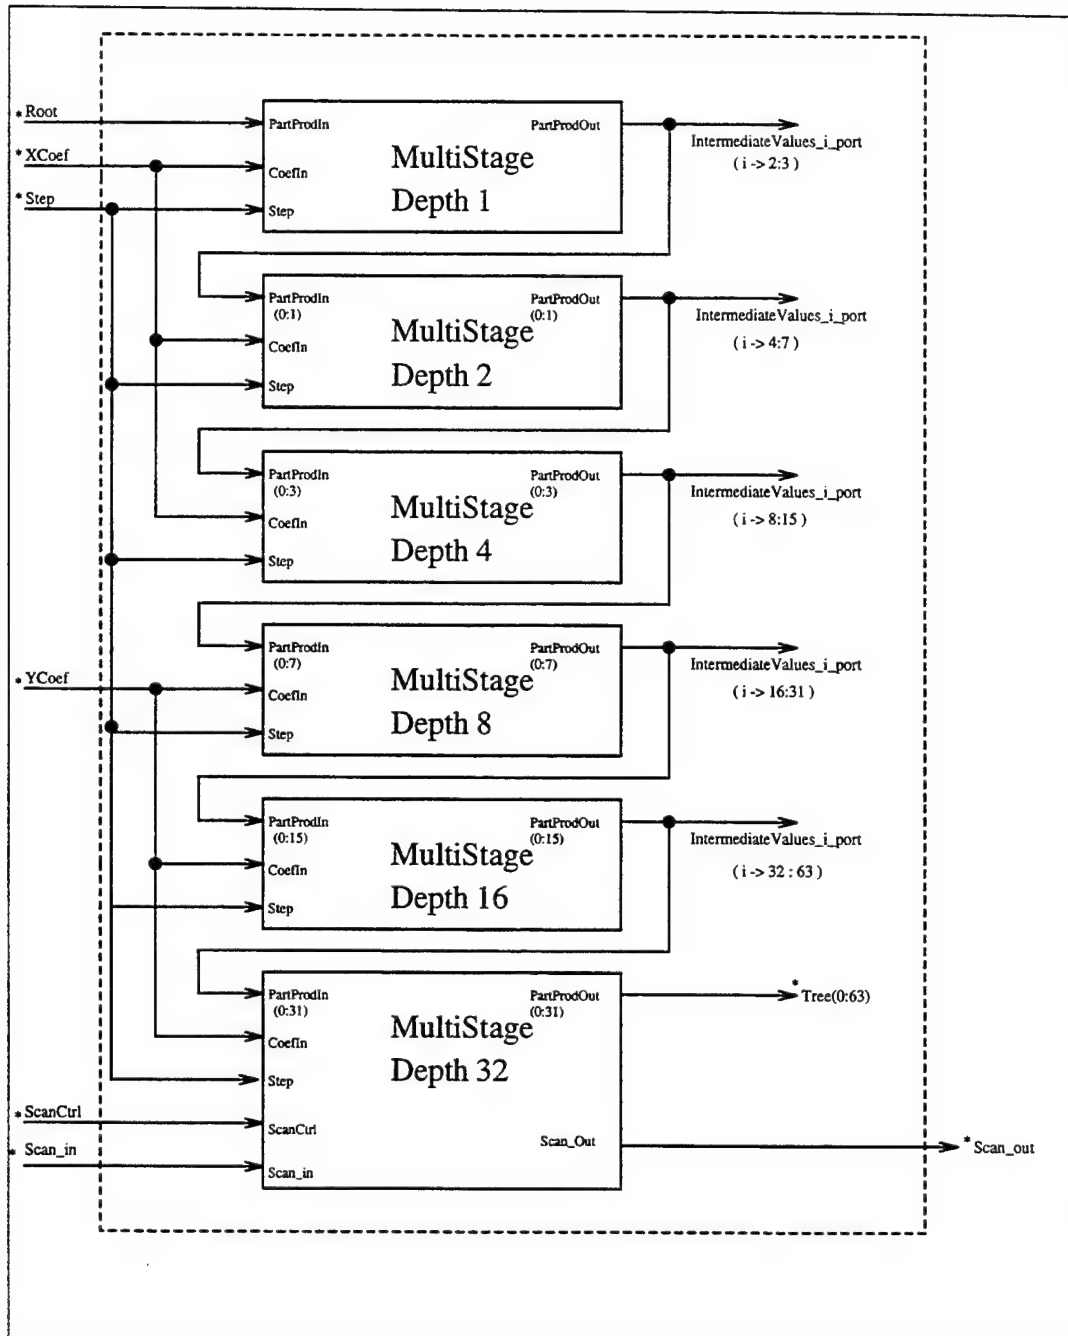 *Root
PartProdIn
PartProdOut
MultiStage
Depth 1
IntermediateValues_i_port
( i -> 2:3 )
*XCoef
CoefIn
*Step
Step
PartProdIn
(0:1)
PartProdOut
(0:1)
MultiStage
Depth 2
IntermediateValues_i_port
( i -> 4:7 )
CoefIn
Step
PartProdIn
(0:3)
PartProdOut
(0:3)
MultiStage
Depth 4
IntermediateValues_i_port
( i -> 8:15 )
CoefIn
Step
PartProdIn
(0:7)
PartProdOut
(0:7)
MultiStage
Depth 8
IntermediateValues_i_port
( i -> 16:31 )
*YCoef
CoefIn
Step
PartProdIn
(0:15)
PartProdOut
(0:15)
MultiStage
Depth 16
IntermediateValues_i_port
( i -> 32 : 63 )
CoefIn
Step
PartProdIn
(0:31)
PartProdOut
(0:31)
MultiStage
Depth 32
*Tree(0:63)
CoefIn
Step
*ScanCtrl
ScanCtrl
* Scan_in
Scan_in
Scan_Out
*Scan_out